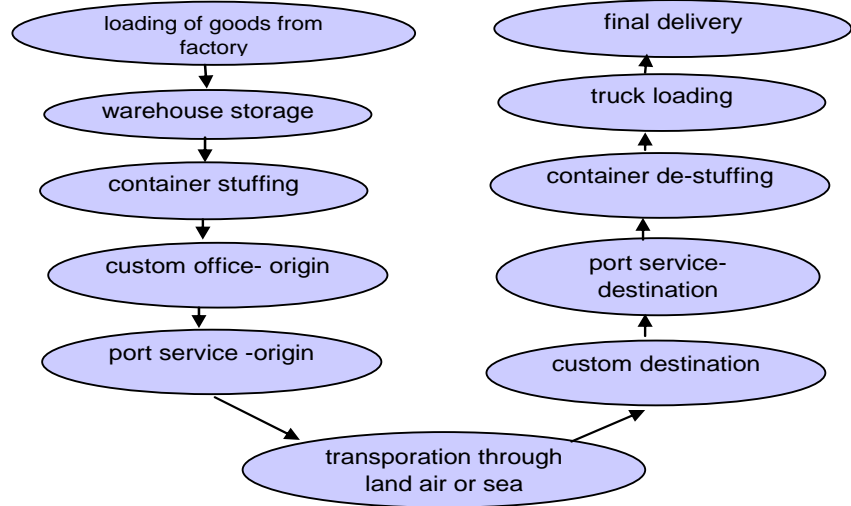 loading of goods from
factory
warehouse storage
container stuffing
custom office- origin
port service -origin
transporation through
land air or sea
custom destination
port service-
destination
container de-stuffing
truck loading
final delivery